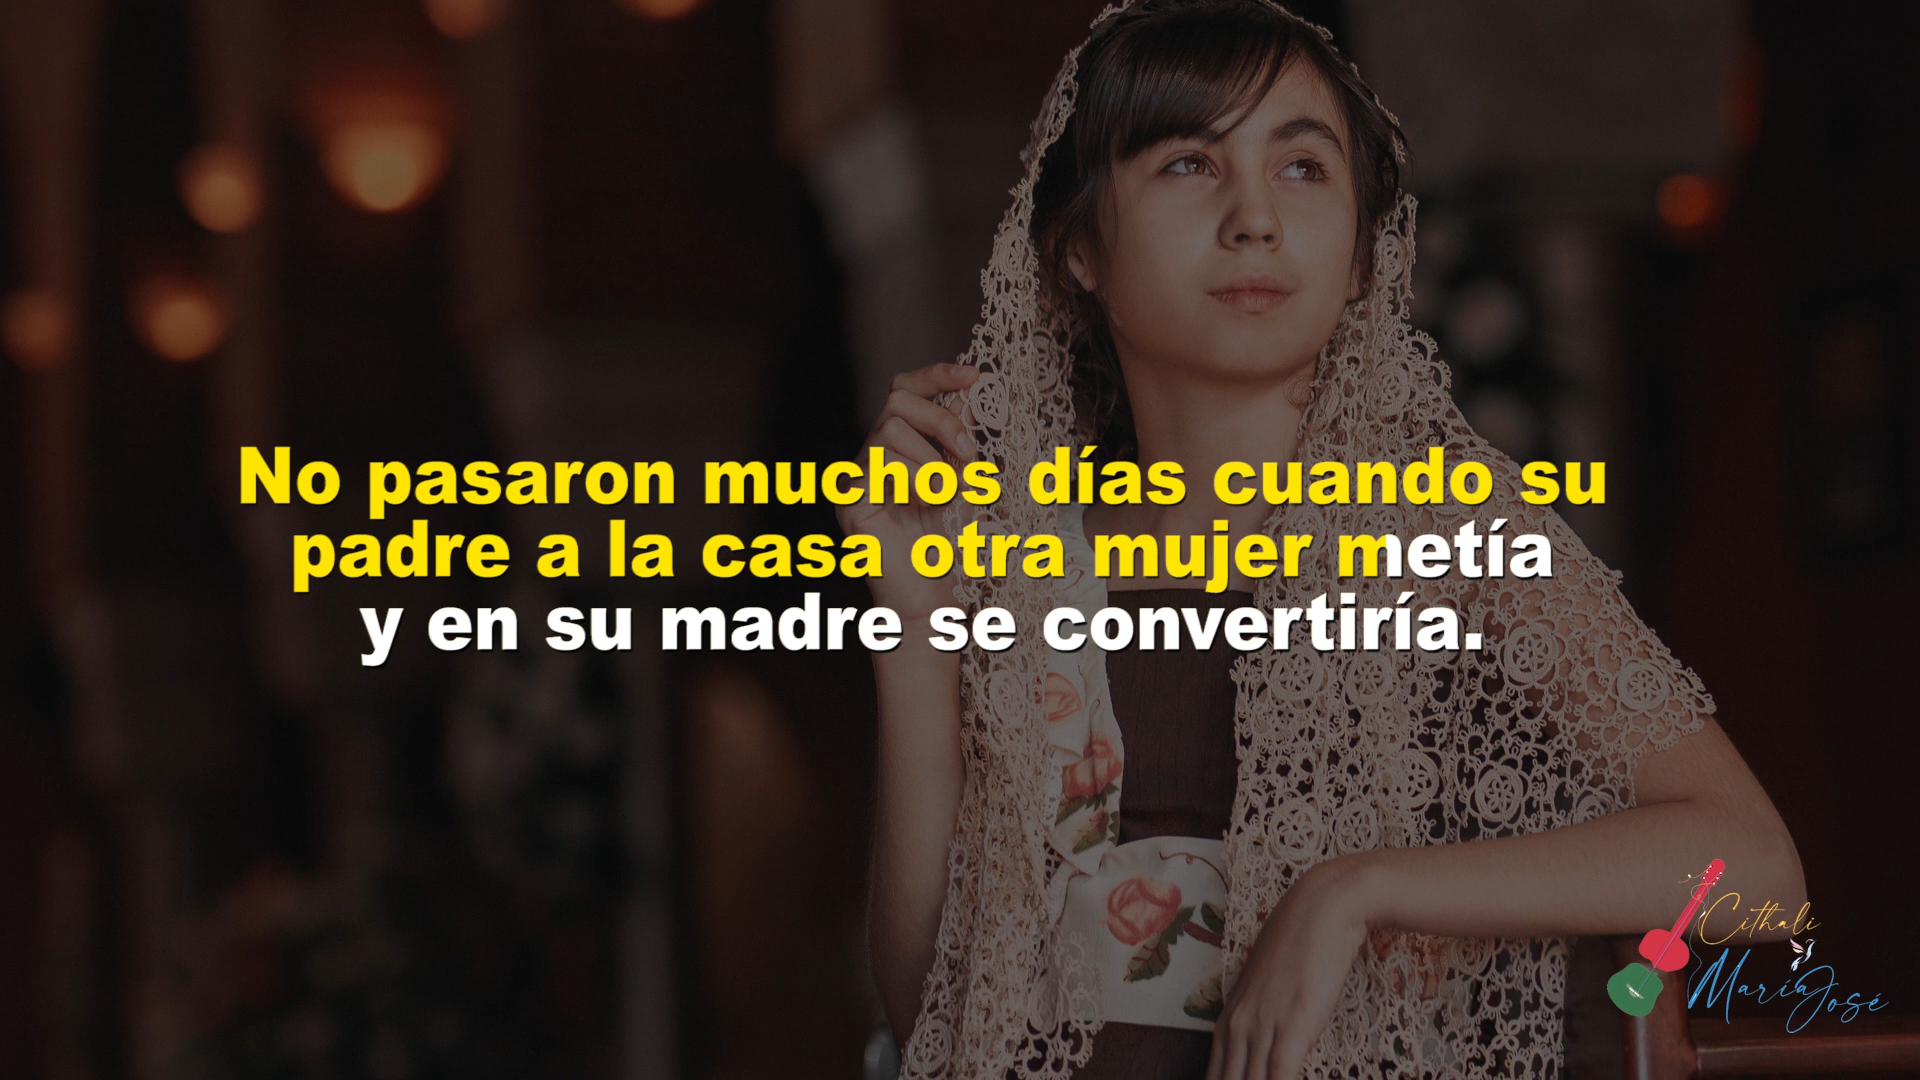 No pasaron muchos días cuando su
padre a la casa otra mujer metía
y en su madre se convertiría.
Cithali
María José